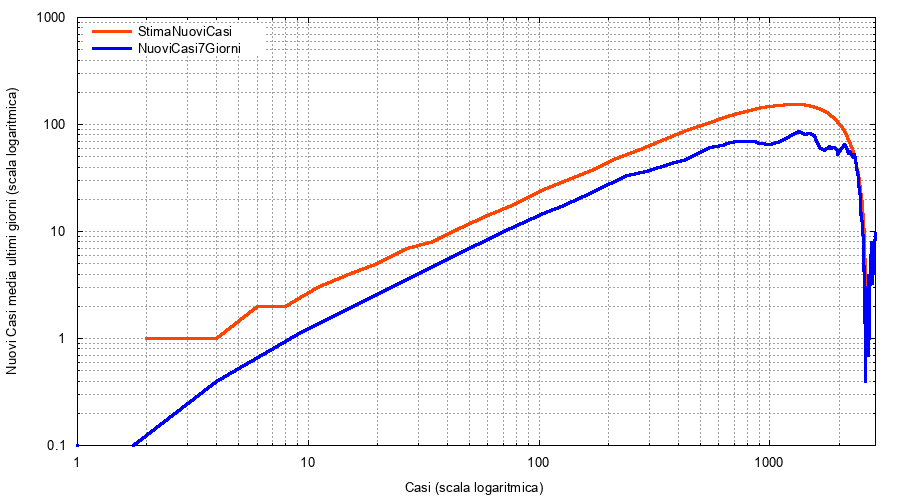 1000
100
10
1
0.1
StimaNuoviCasi
NuoviCasi7Giorni
Nuovi Casi media ultimi giorni (scala logaritmica)
1 10 100 1000
Casi (scala logaritmica)